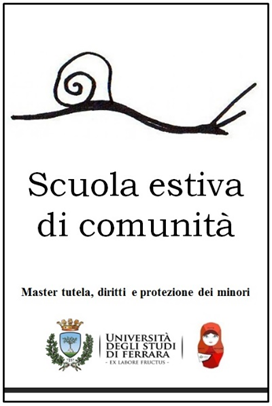 Scuola estiva
di comunità
Master tutela, diritti e protezione dei minori
UNIVERSITÀ
DEGLI STUDI
DI FERRARA
- EX LABORE FRUCTUS -